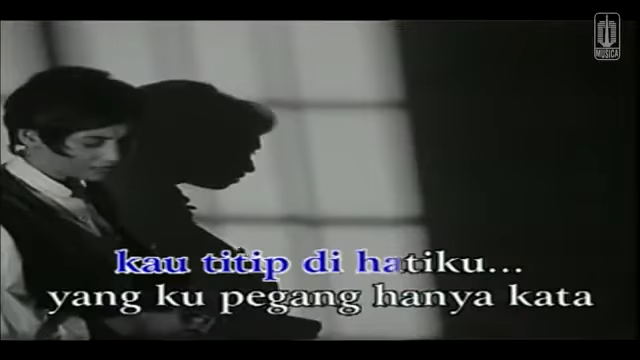 MUSICA
kau titip di hatiku...
yang ku pegang hanya kata